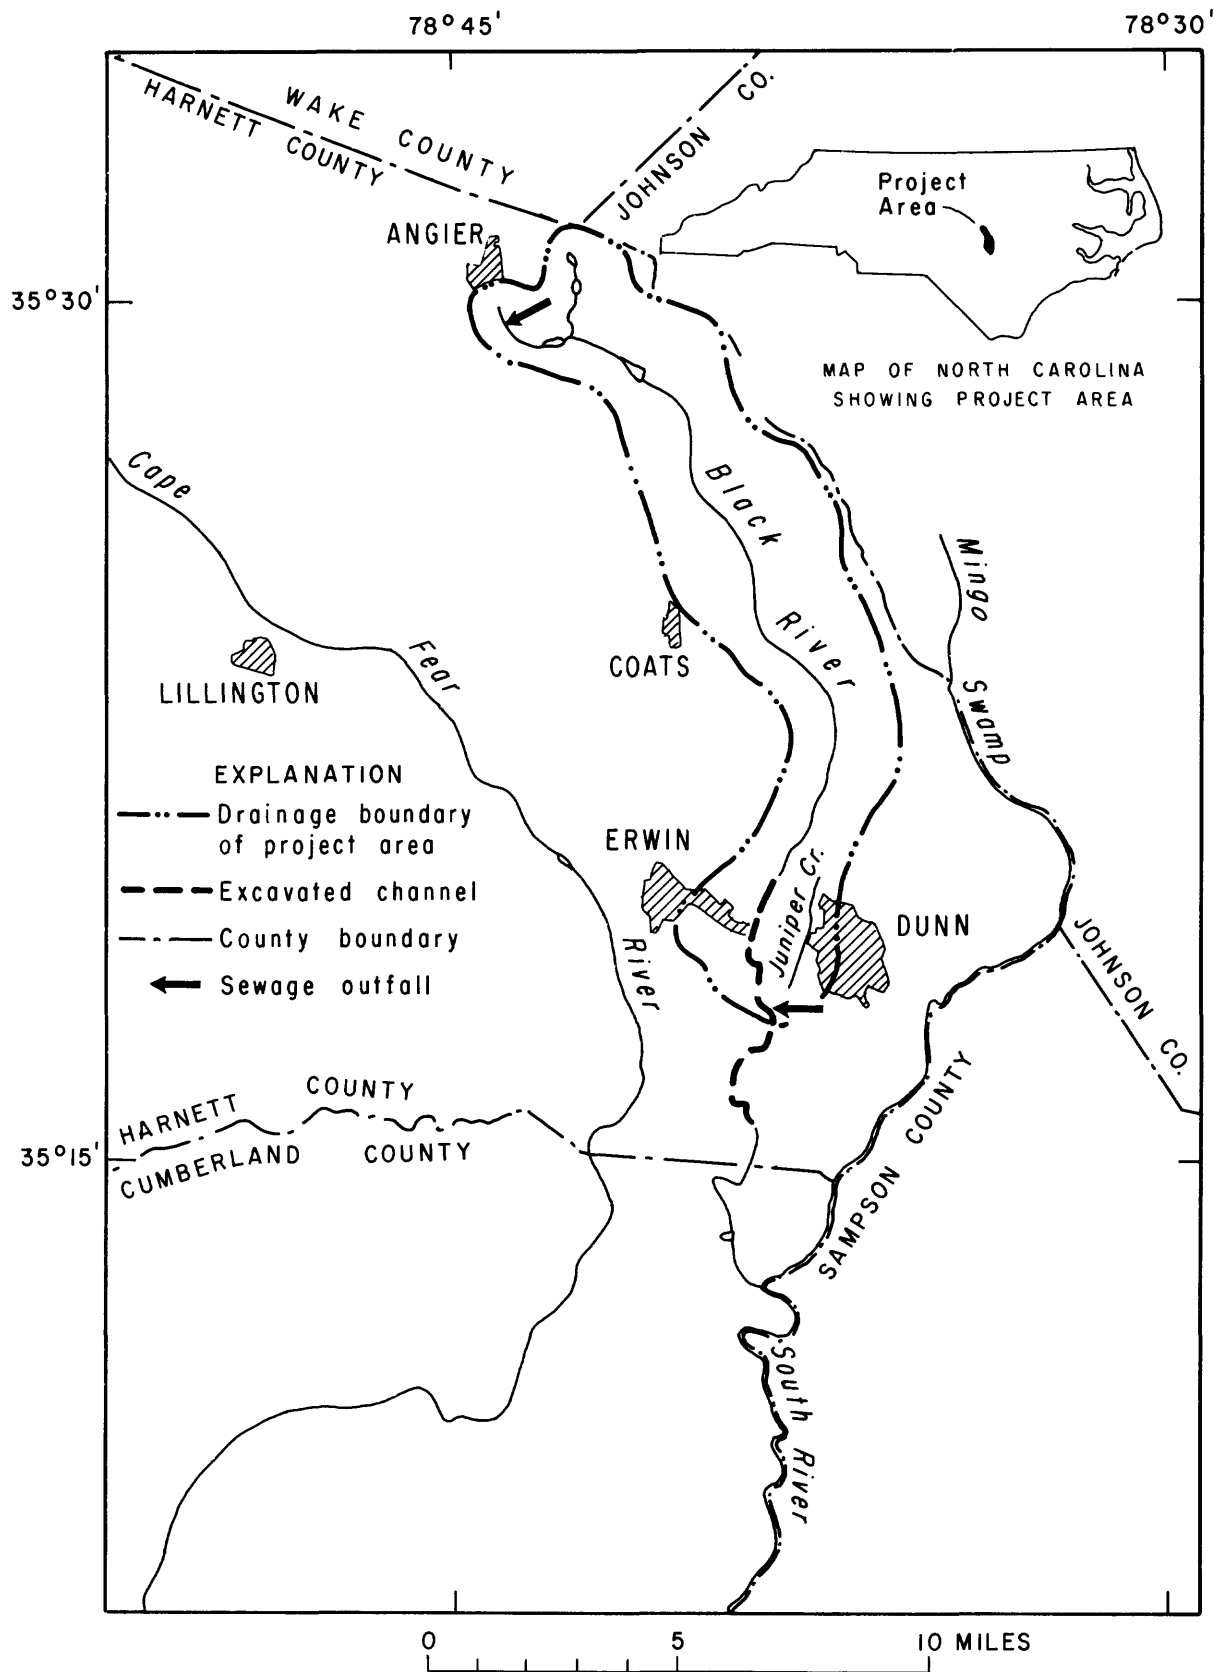 78°45'
78°30'
WAKE COUNTY
HARNETT COUNTY
JOHNSON CO.
Project
Area
ANGIER
35°30'
MAP OF NORTH CAROLINA
SHOWING PROJECT AREA
Cape
Fear
River
Black
River
Mingo
Swamp
COATS
LILLINGTON
EXPLANATION
Drainage boundary
of project area
Excavated channel
County boundary
Sewage outfall
ERWIN
Juniper Cr.
DUNN
JOHNSON CO.
HARNETT COUNTY
35°15'
CUMBERLAND COUNTY
SAMPSON COUNTY
South River
0 5 10 MILES